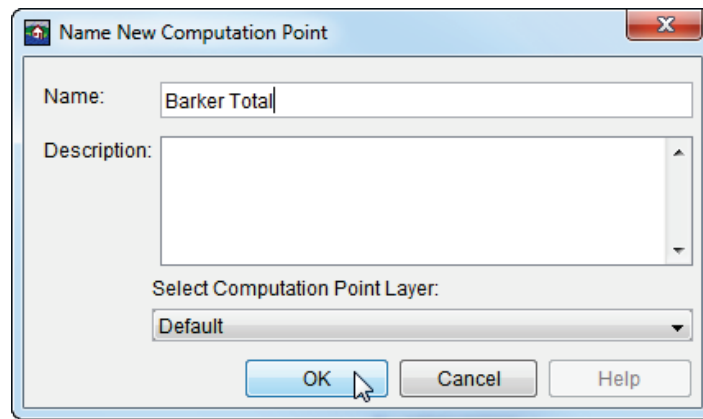 Name New Computation Point
Name: Barker Total
Description:
Select Computation Point Layer:
Default
OK Cancel Help